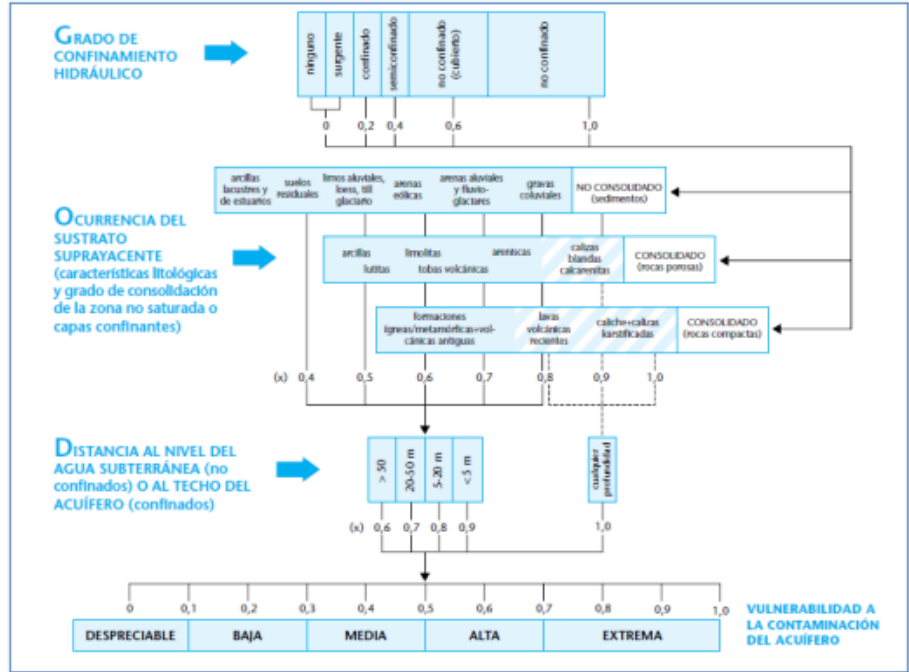 GRADO DE
CONFINAMIENTO
HIDRÁULICO
ninguno
surgente
confinado
semiconfinado
no confinado
(cubierto)
no confinado
0
0,2
0,4
0,6
1,0
arcillas
lacustres y
de estuarios
suelos
residuales
limos aluviales,
loess, till
glaciario
arenas
eólicas
arenas aluviales
y fluvio-
glaciares
gravas
coluviales
NO CONSOLIDADO
(sedimentos)
OCURRENCIA DEL
SUSTRATO
SUPRAYACENTE
(características litológicas
y grado de consolidación
de la zona no saturada o
capas confinantes)
arcillas
lutitas
limolitas
tobas volcánicas
areniscas
calizas
blandas
calcarenitas
CONSOLIDADO
(rocas porosas)
formaciones
ígneas/metamórficas+vol-
cánicas antiguas
lavas
volcánicas
recientes
caliche+calizas
karstificadas
CONSOLIDADO
(rocas compactas)
(x) 0,4 0,5 0,6 0,7 0,8 0,9 1,0
DISTANCIA AL NIVEL DEL
AGUA SUBTERRÁNEA (no
confinados) O AL TECHO DEL
ACUÍFERO (confinados)
> 50
20-50 m
5-20 m
< 5 m
cualquier
profundidad
(x) 0,6 0,7 0,8 0,9 1,0
0 0,1 0,2 0,3 0,4 0,5 0,6 0,7 0,8 0,9 1,0
DESPRECIABLE BAJA MEDIA ALTA EXTREMA
VULNERABILIDAD A
LA CONTAMINACIÓN
DEL ACUÍFERO